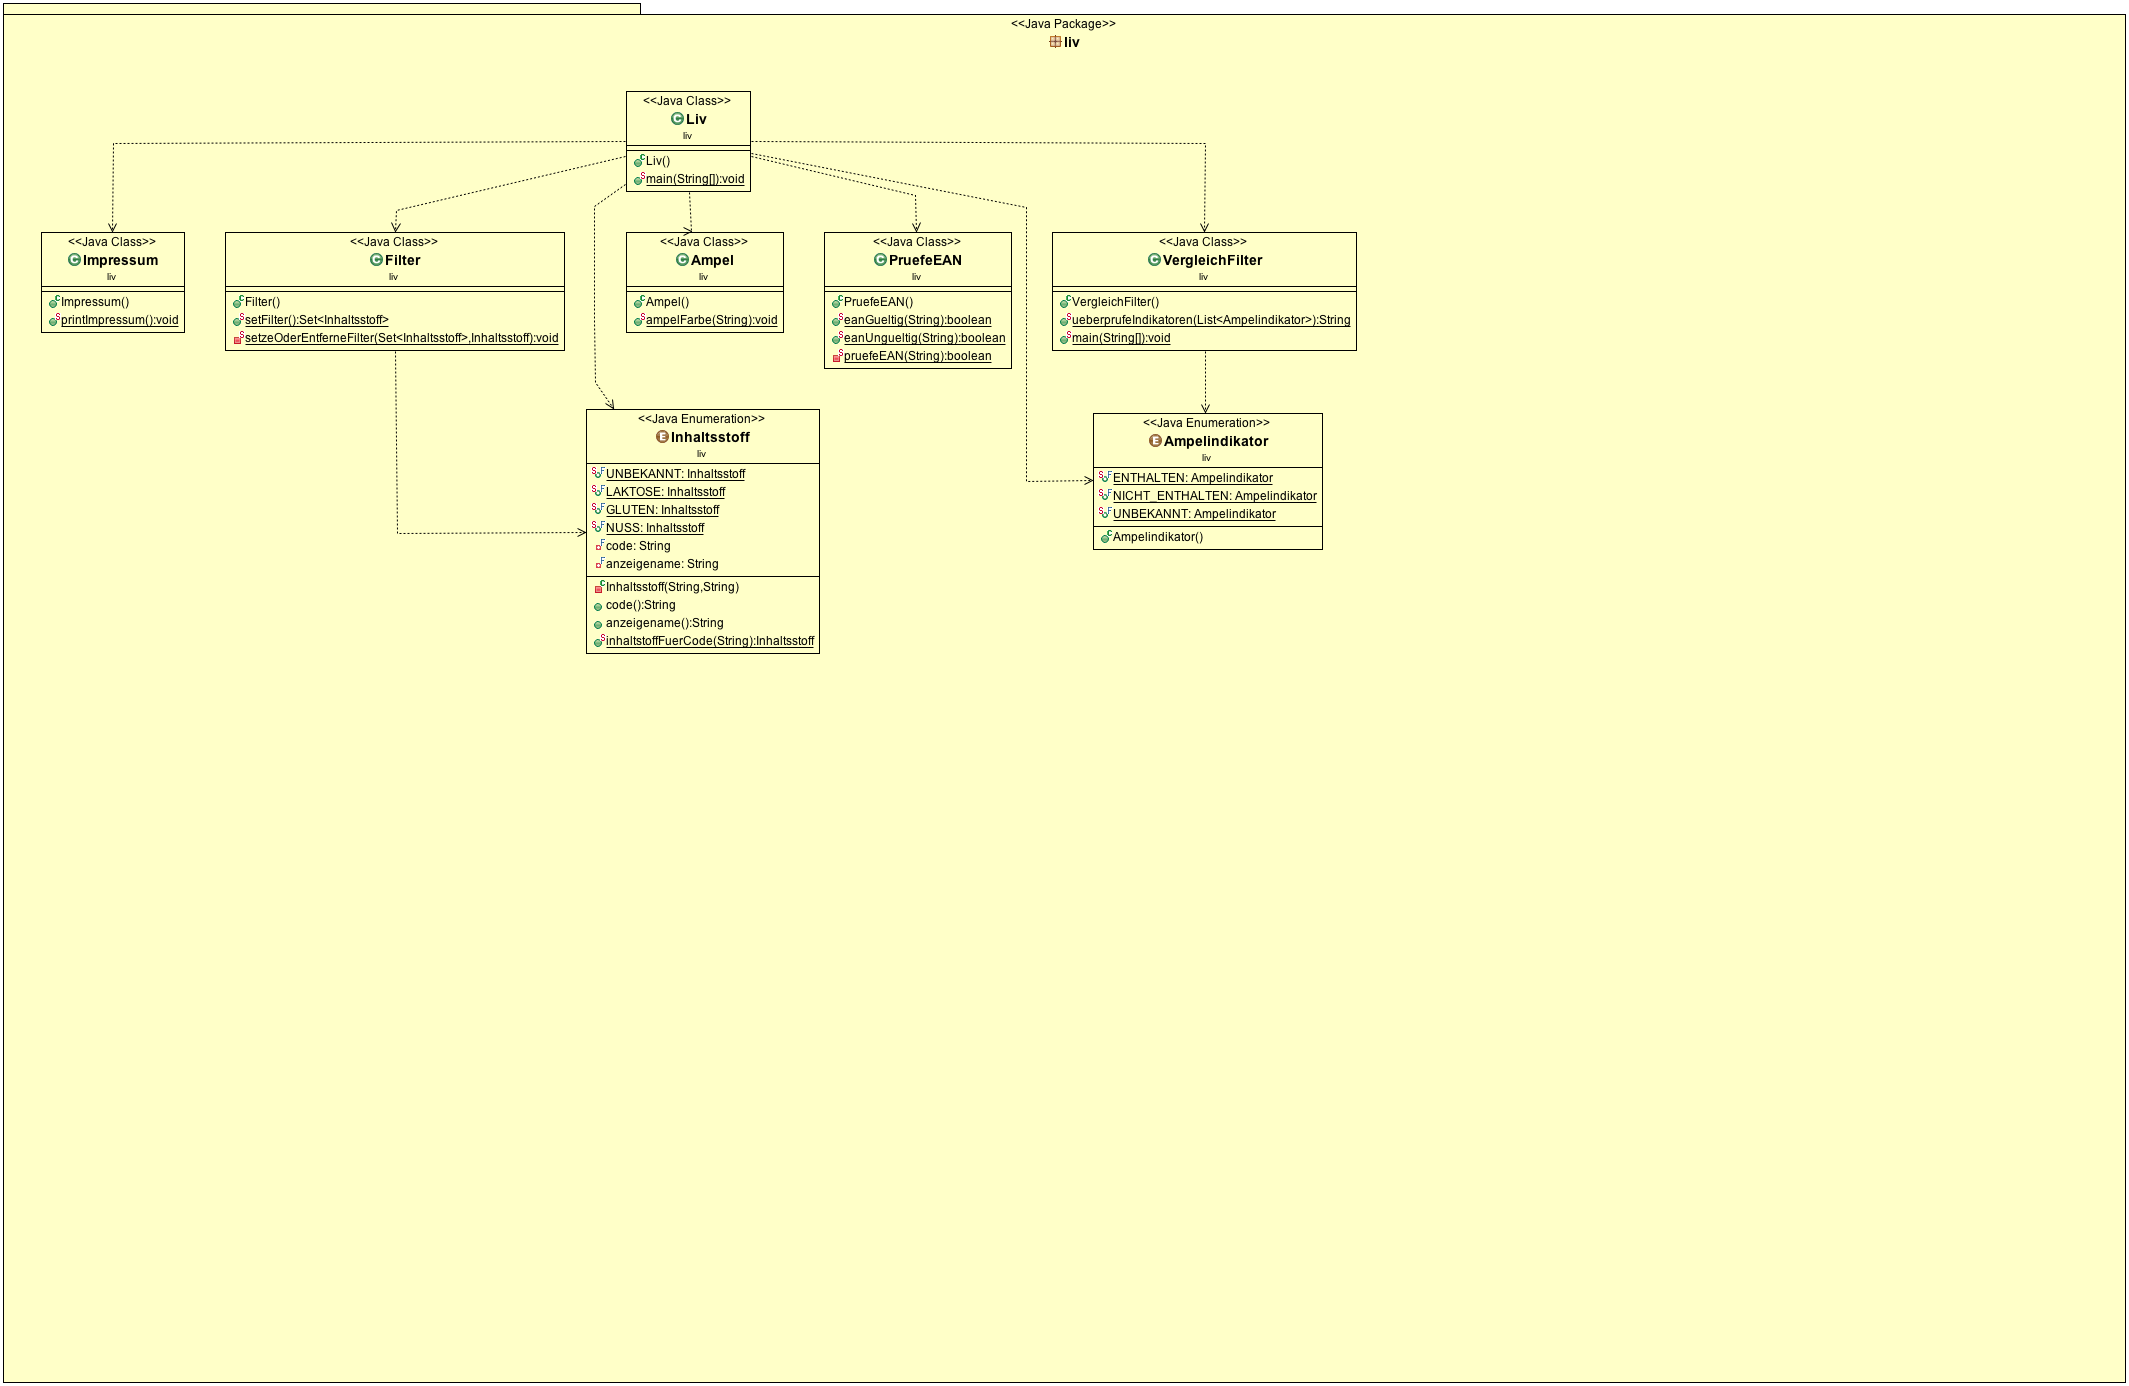 <<Java Package>>
liv
<<Java Class>>
Liv
liv
Liv()
main(String[]):void
<<Java Class>>
Impressum
liv
Impressum()
printImpressum():void
<<Java Class>>
Filter
liv
Filter()
setFilter():Set<Inhaltsstoff>
setzeOderEntferneFilter(Set<Inhaltsstoff>,Inhaltsstoff):void
<<Java Class>>
Ampel
liv
Ampel()
ampelFarbe(String):void
<<Java Class>>
PruefeEAN
liv
PruefeEAN()
eanGueltig(String):boolean
eanUngueltig(String):boolean
pruefeEAN(String):boolean
<<Java Class>>
VergleichFilter
liv
VergleichFilter()
ueberprufeIndikatoren(List<Ampelindikator>):String
main(String[]):void
<<Java Enumeration>>
Inhaltsstoff
liv
UNBEKANNT: Inhaltsstoff
LAKTOSE: Inhaltsstoff
GLUTEN: Inhaltsstoff
NUSS: Inhaltsstoff
code: String
anzeigename: String
Inhaltsstoff(String,String)
code():String
anzeigename():String
inhaltstoffFuerCode(String):Inhaltsstoff
<<Java Enumeration>>
Ampelindikator
liv
ENTHALTEN: Ampelindikator
NICHT_ENTHALTEN: Ampelindikator
UNBEKANNT: Ampelindikator
Ampelindikator()